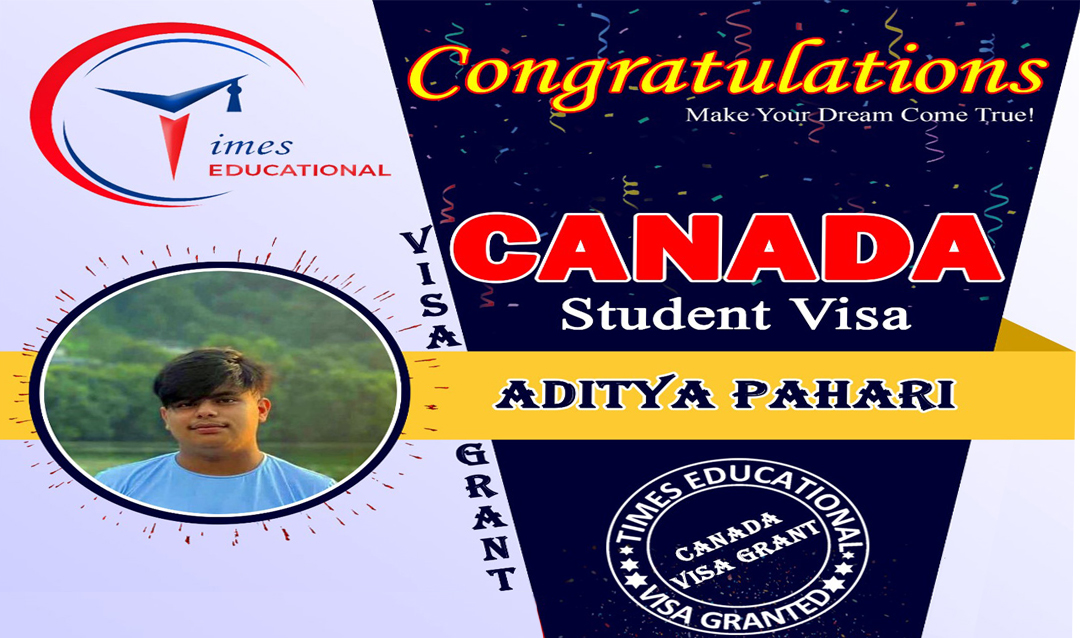 imes
EDUCATIONAL
Congratulations
Make Your Dream Come True!
CANADA
Student Visa
VISA
GRANT
ADITYA PAHARI
TIMES EDUCATIONAL
CANADA
VISA GRANT
VISA GRANTED